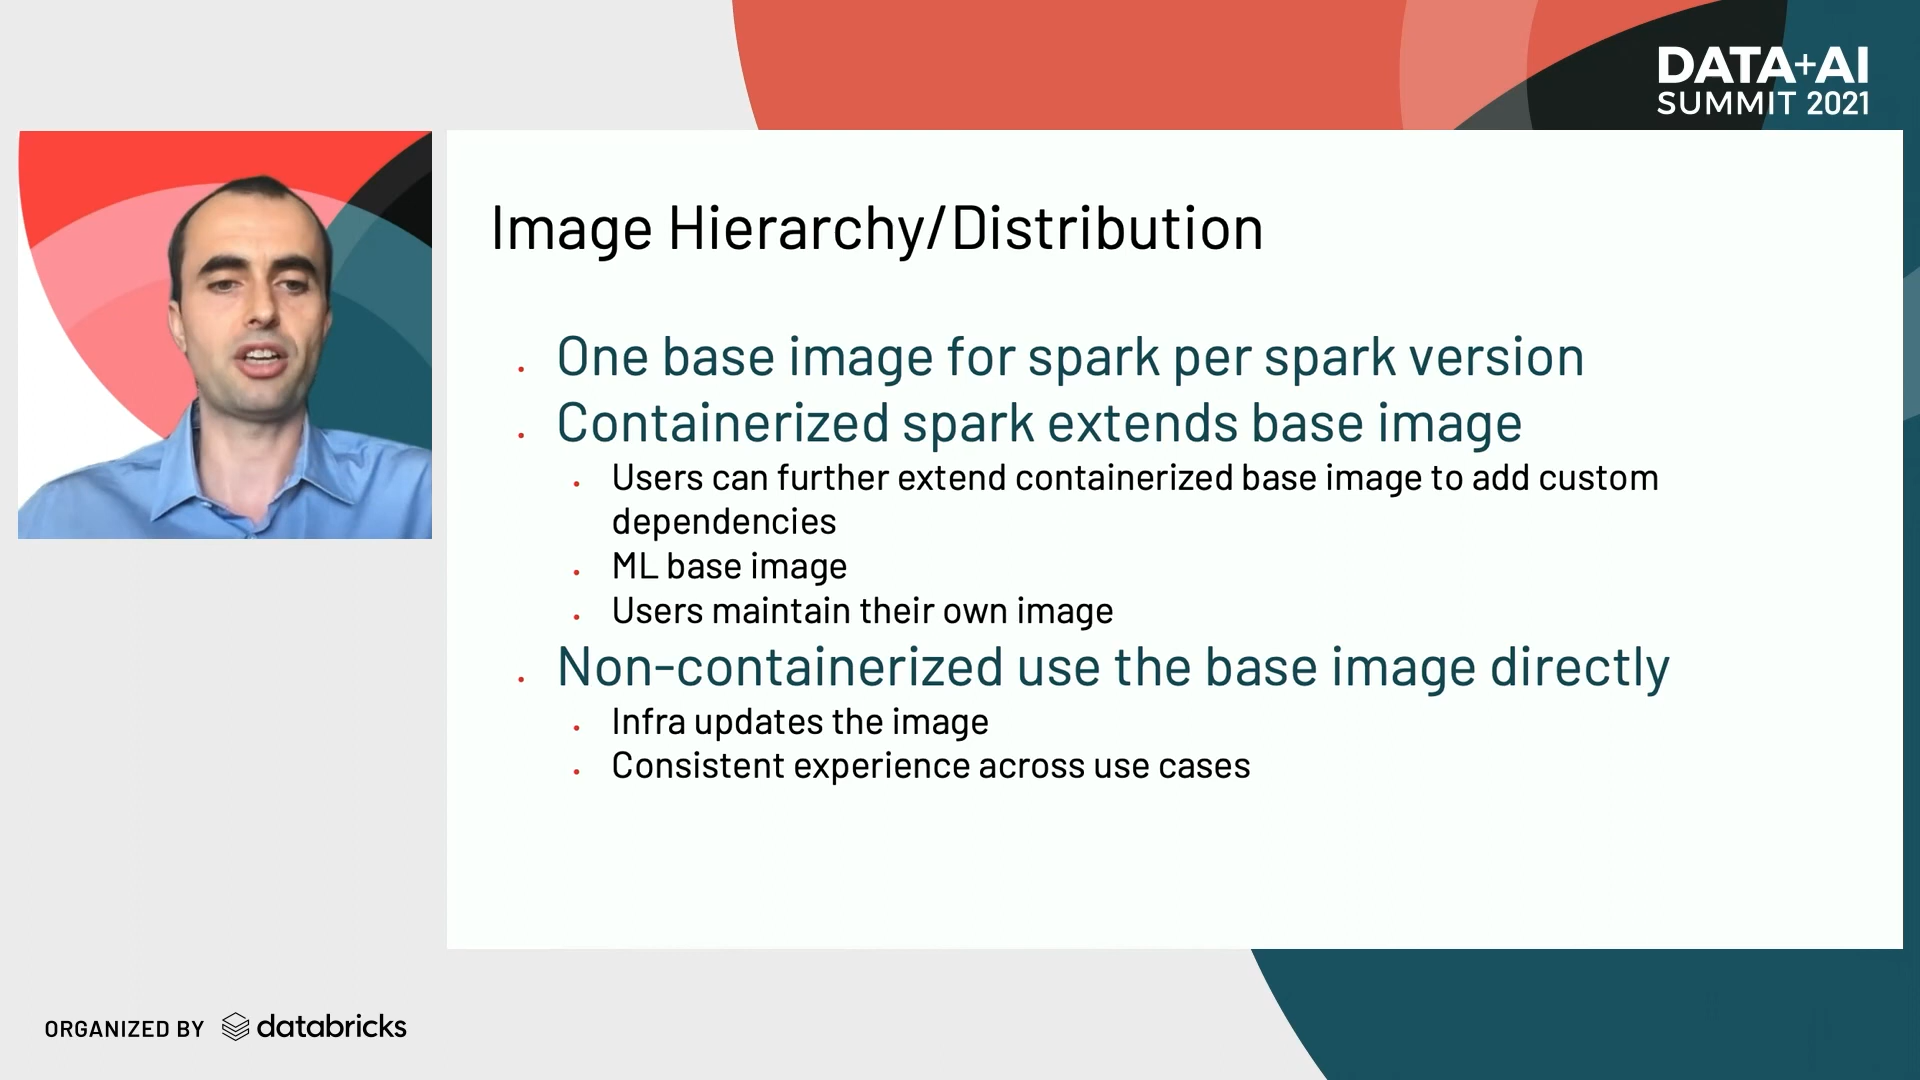 DATA+AI
SUMMIT 2021
Image Hierarchy/Distribution
One base image for spark per spark version
Containerized spark extends base image
Users can further extend containerized base image to add custom
dependencies
ML base image
Users maintain their own image
Non-containerized use the base image directly
Infra updates the image
Consistent experience across use cases
ORGANIZED BY databricks